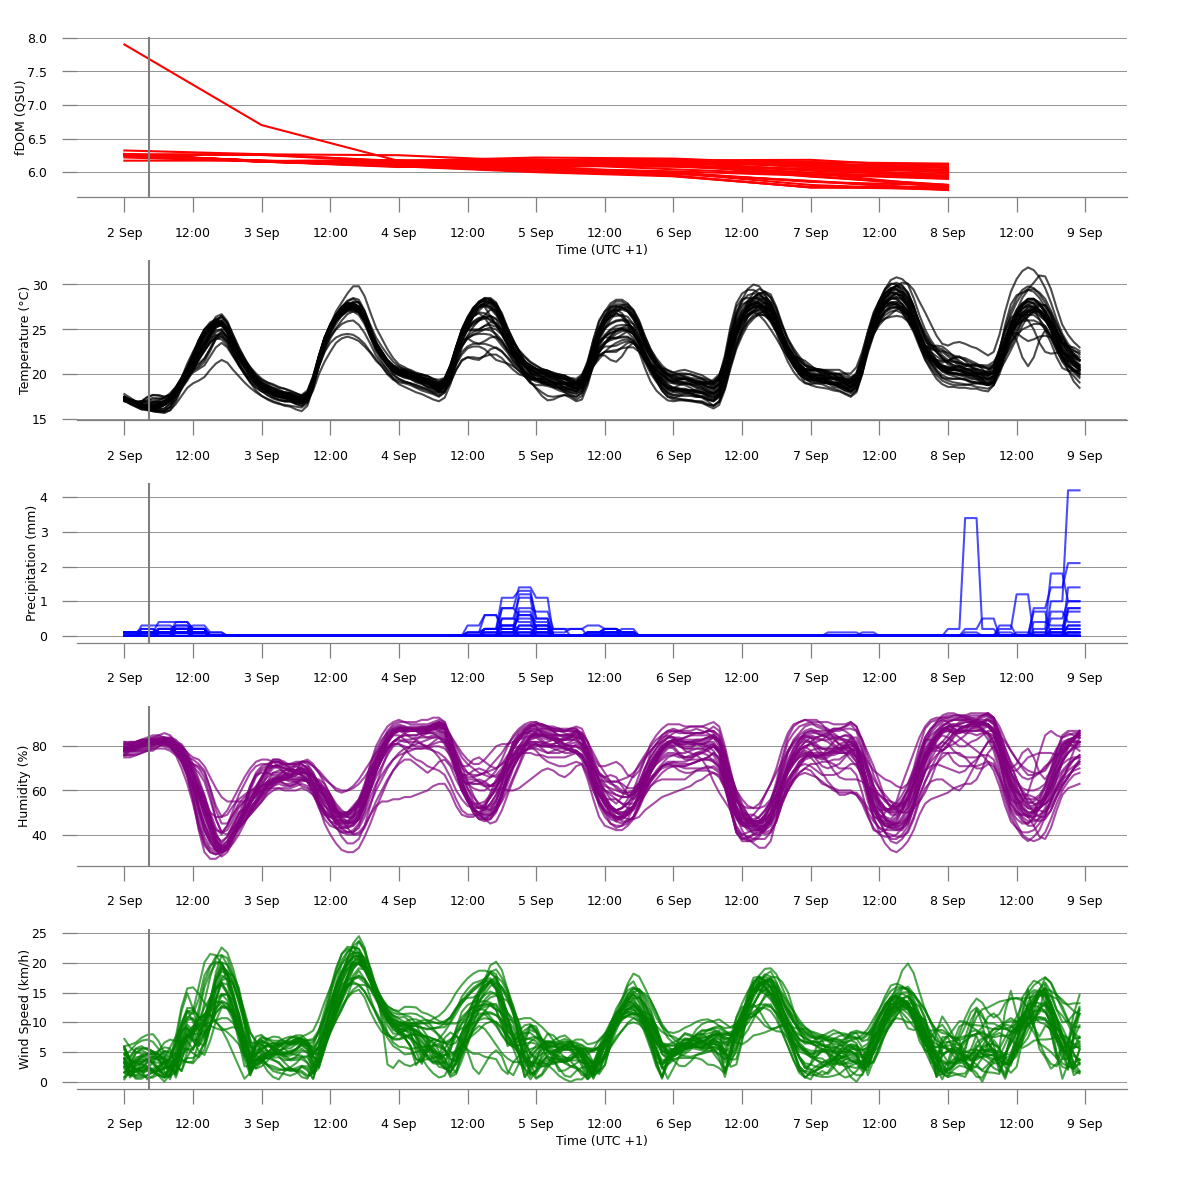 fDOM (QSU)
8.0
7.5
7.0
6.5
6.0
2 Sep 12:00 3 Sep 12:00 4 Sep 12:00 5 Sep 12:00 6 Sep 12:00 7 Sep 12:00 8 Sep 12:00 9 Sep
Time (UTC +1)
Temperature (°C)
30
25
20
15
2 Sep 12:00 3 Sep 12:00 4 Sep 12:00 5 Sep 12:00 6 Sep 12:00 7 Sep 12:00 8 Sep 12:00 9 Sep
Precipitation (mm)
4
3
2
1
0
2 Sep 12:00 3 Sep 12:00 4 Sep 12:00 5 Sep 12:00 6 Sep 12:00 7 Sep 12:00 8 Sep 12:00 9 Sep
Humidity (%)
80
60
40
2 Sep 12:00 3 Sep 12:00 4 Sep 12:00 5 Sep 12:00 6 Sep 12:00 7 Sep 12:00 8 Sep 12:00 9 Sep
Wind Speed (km/h)
25
20
15
10
5
0
2 Sep 12:00 3 Sep 12:00 4 Sep 12:00 5 Sep 12:00 6 Sep 12:00 7 Sep 12:00 8 Sep 12:00 9 Sep
Time (UTC +1)